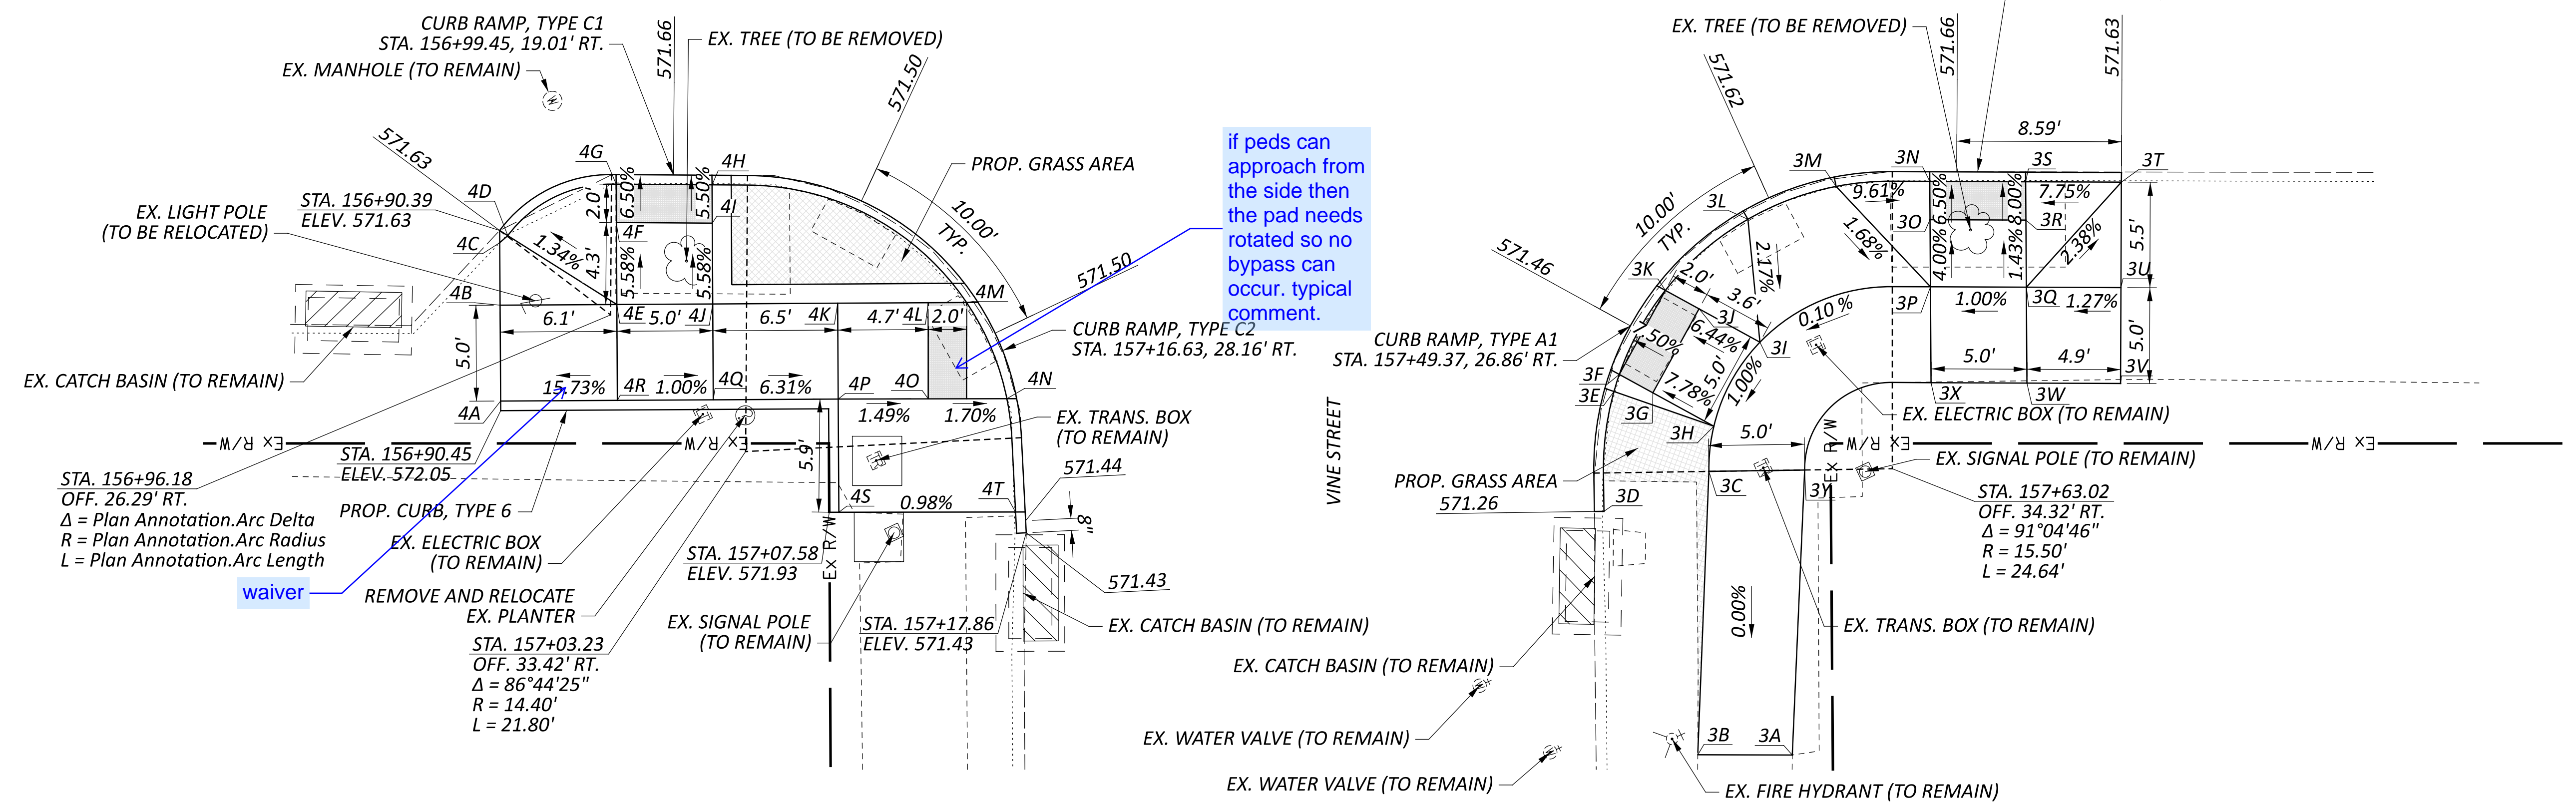 CURB RAMP, TYPE C1
STA. 156+99.45, 19.01' RT.
EX. MANHOLE (TO REMAIN)
571.66
EX. TREE (TO BE REMOVED)
571.50
571.63
4D
STA. 156+90.39
ELEV. 571.63
EX. LIGHT POLE
(TO BE RELOCATED)
4C
4B
4G
4H
2.0'
6.50%
5.50%
4I
4F
1.34%
4.3'
5.58%
5.58%
PROP. GRASS AREA
10.00'
TYP.
571.50
4M
4E
4J
4K
4L
6.1'
5.0'
6.5'
4.7'
2.0'
5.0'
CURB RAMP, TYPE C2
STA. 157+16.63, 28.16' RT.
EX. CATCH BASIN (TO REMAIN)
15.73%
4R
1.00%
4Q
6.31%
4P
4O
4N
4A
1.49%
1.70%
EX. TRANS. BOX
(TO REMAIN)
TR
W
Ex R/W
Ex R/W
STA. 156+90.45
ELEV. 572.05
5.9'
571.44
STA. 156+96.18
OFF. 26.29' RT.
Δ = Plan Annotation.Arc Delta
R = Plan Annotation.Arc Radius
L = Plan Annotation.Arc Length
PROP. CURB, TYPE 6
4S
0.98%
4T
8"
EX. ELECTRIC BOX
(TO REMAIN)
Ex R/W
STA. 157+07.58
ELEV. 571.93
571.43
waiver
REMOVE AND RELOCATE
EX. PLANTER
EX. SIGNAL POLE
(TO REMAIN)
STA. 157+17.86
ELEV. 571.43
EX. CATCH BASIN (TO REMAIN)
STA. 157+03.23
OFF. 33.42' RT.
Δ = 86°44'25"
R = 14.40'
L = 21.80'
if peds can
approach from
the side then
the pad needs
rotated so no
bypass can
occur. typical
comment.
EX. TREE (TO BE REMOVED)
571.66
571.63
571.62
8.59'
3M
3N
3S
3T
9.61%
6.50%
8.00%
7.75%
3O
3R
3L
10.00'
TYP.
1.68%
4.00%
1.43%
2.38%
5.5'
571.46
2.17%
3K
2.0'
3.6'
3U
3P
1.00%
3Q
1.27%
0.10 %
3J
CURB RAMP, TYPE A1
STA. 157+49.37, 26.86' RT.
7.50%
6.44%
3I
5.0'
4.9'
5.0'
3V
3F
3E
7.78%
5.0'
1.00%
3X
3W
EX. ELECTRIC BOX (TO REMAIN)
3G
3H
5.0'
VINE STREET
Ex R/W
Ex R/W
Ex R/W
EX. SIGNAL POLE (TO REMAIN)
PROP. GRASS AREA
571.26
3D
3C
3Y
TR
STA. 157+63.02
OFF. 34.32' RT.
Δ = 91°04'46"
R = 15.50'
L = 24.64'
0.00%
EX. TRANS. BOX (TO REMAIN)
EX. CATCH BASIN (TO REMAIN)
W
EX. WATER VALVE (TO REMAIN)
3B
3A
W
EX. WATER VALVE (TO REMAIN)
EX. FIRE HYDRANT (TO REMAIN)